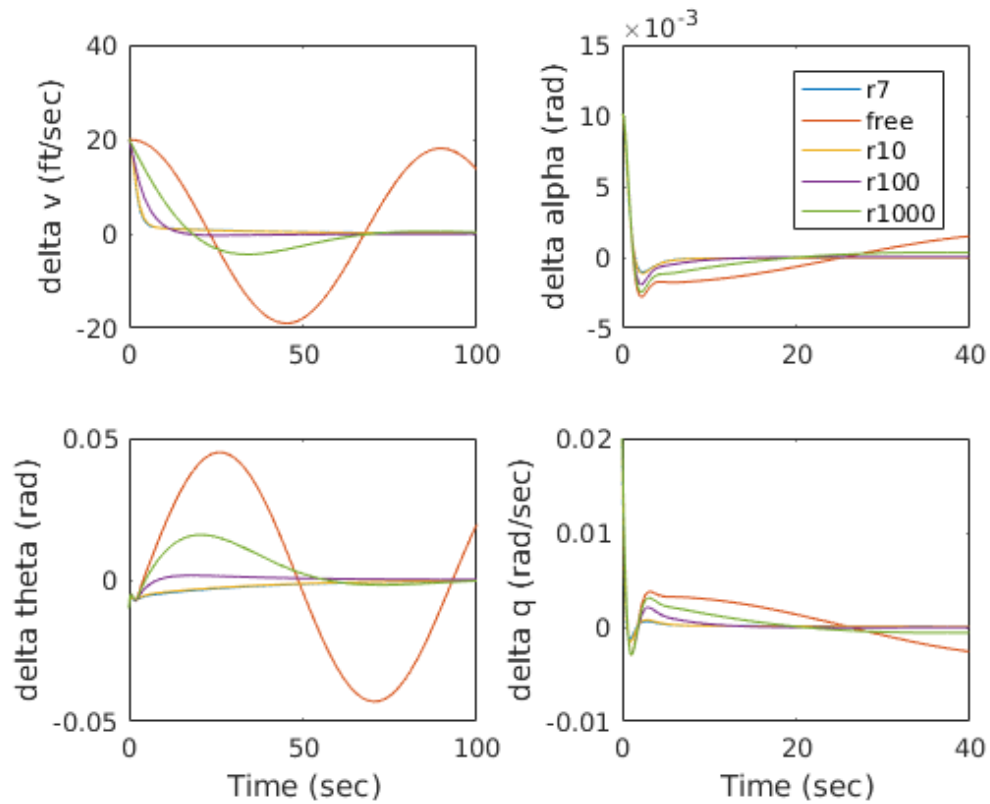 40
20
0
-20
0
50
100
delta v (ft/sec)
×10⁻³
15
10
5
0
-5
0
20
40
delta alpha (rad)
r7
free
r10
r100
r1000
0.05
0
-0.05
0
50
100
delta theta (rad)
Time (sec)
0.02
0.01
0
-0.01
0
20
40
delta q (rad/sec)
Time (sec)